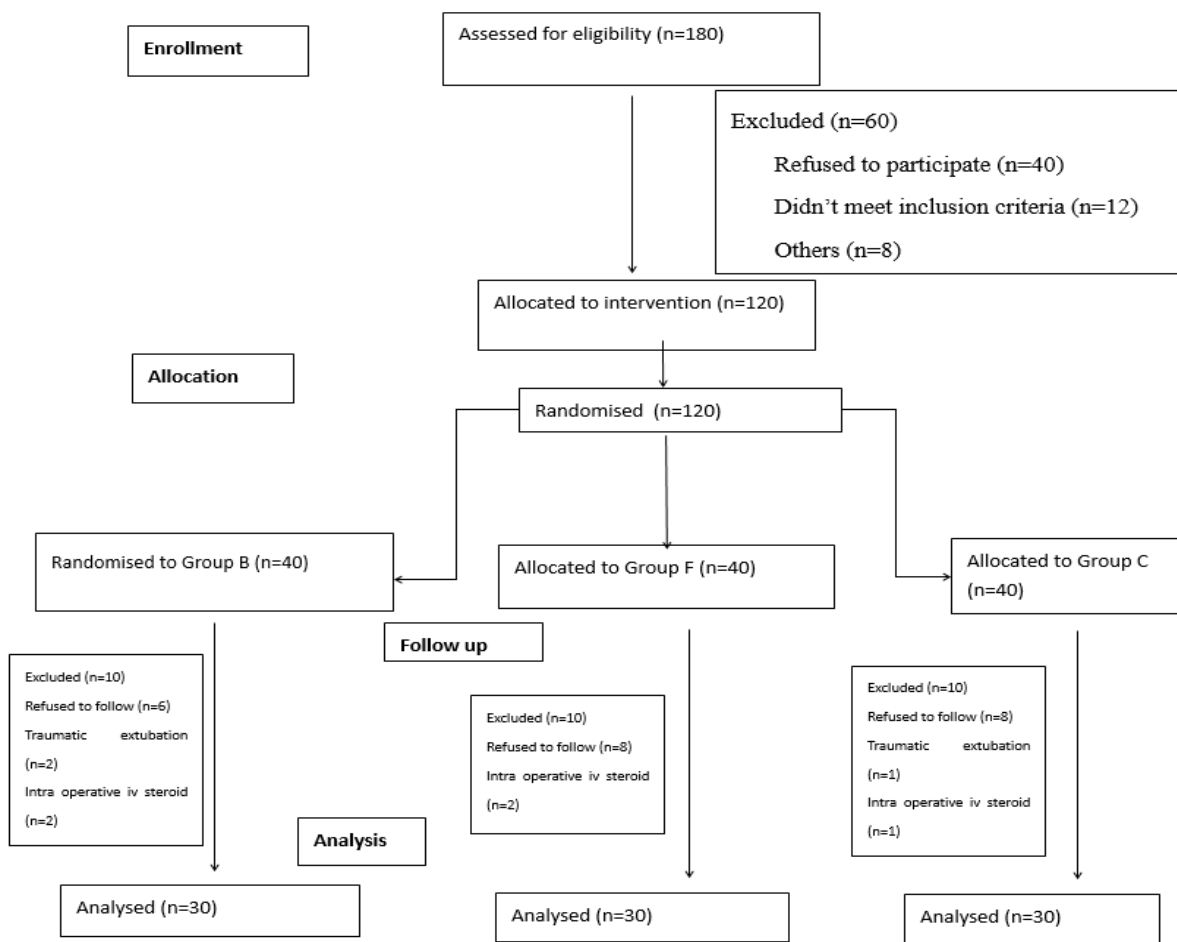 Enrollment
Assessed for eligibility (n=180)
Excluded (n=60)
Refused to participate (n=40)
Didn’t meet inclusion criteria (n=12)
Others (n=8)
Allocated to intervention (n=120)
Allocation
Randomised (n=120)
Randomised to Group B (n=40)
Allocated to Group F (n=40)
Allocated to Group C
(n=40)
Follow up
Excluded (n=10)
Refused to follow (n=6)
Traumatic extubation
(n=2)
Intra operative iv steroid
(n=2)
Excluded (n=10)
Refused to follow (n=8)
Intra operative iv steroid
(n=2)
Excluded (n=10)
Refused to follow (n=8)
Traumatic extubation
(n=1)
Intra operative iv steroid
(n=1)
Analysis
Analysed (n=30)
Analysed (n=30)
Analysed (n=30)